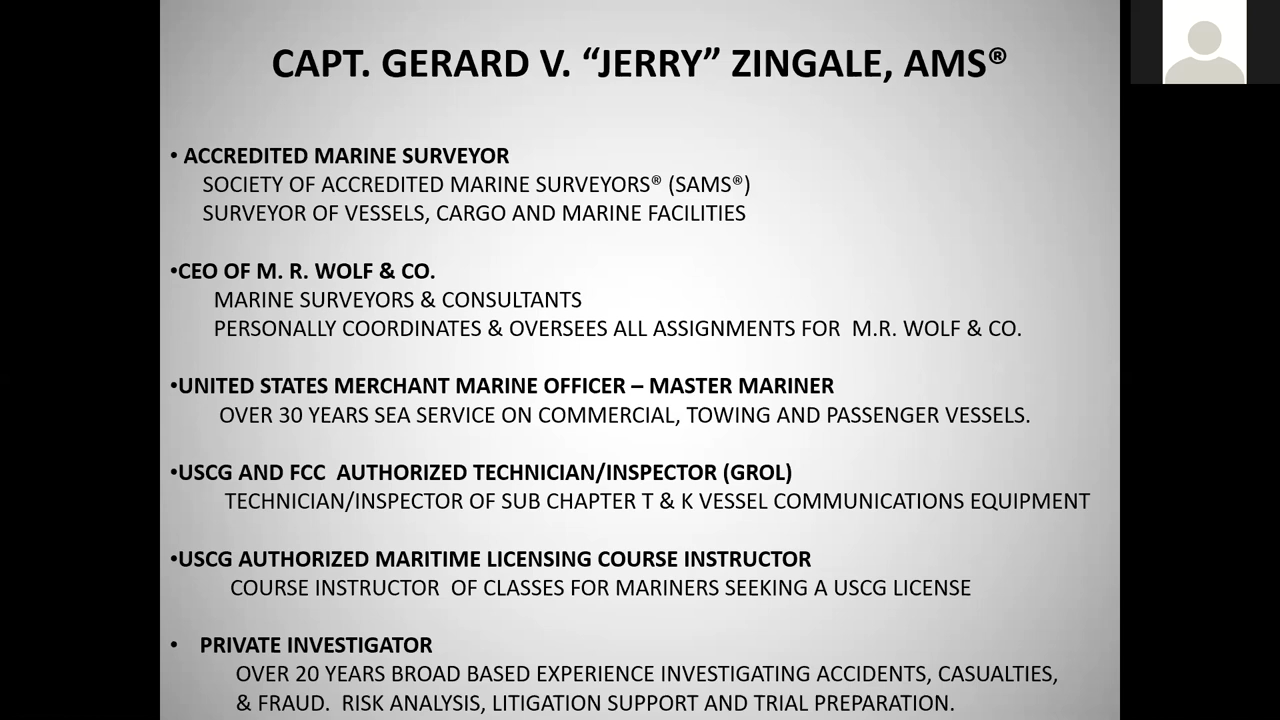 CAPT. GERARD V. “JERRY” ZINGALE, AMS®
• ACCREDITED MARINE SURVEYOR
SOCIETY OF ACCREDITED MARINE SURVEYORS® (SAMS®)
SURVEYOR OF VESSELS, CARGO AND MARINE FACILITIES
•CEO OF M. R. WOLF & CO.
MARINE SURVEYORS & CONSULTANTS
PERSONALLY COORDINATES & OVERSEES ALL ASSIGNMENTS FOR  M.R. WOLF & CO.
•UNITED STATES MERCHANT MARINE OFFICER – MASTER MARINER
OVER 30 YEARS SEA SERVICE ON COMMERCIAL, TOWING AND PASSENGER VESSELS.
•USCG AND FCC  AUTHORIZED TECHNICIAN/INSPECTOR (GROL)
TECHNICIAN/INSPECTOR OF SUB CHAPTER T & K VESSEL COMMUNICATIONS EQUIPMENT
•USCG AUTHORIZED MARITIME LICENSING COURSE INSTRUCTOR
COURSE INSTRUCTOR  OF CLASSES FOR MARINERS SEEKING A USCG LICENSE
•   PRIVATE INVESTIGATOR
OVER 20 YEARS BROAD BASED EXPERIENCE INVESTIGATING ACCIDENTS, CASUALTIES,
& FRAUD.  RISK ANALYSIS, LITIGATION SUPPORT AND TRIAL PREPARATION.